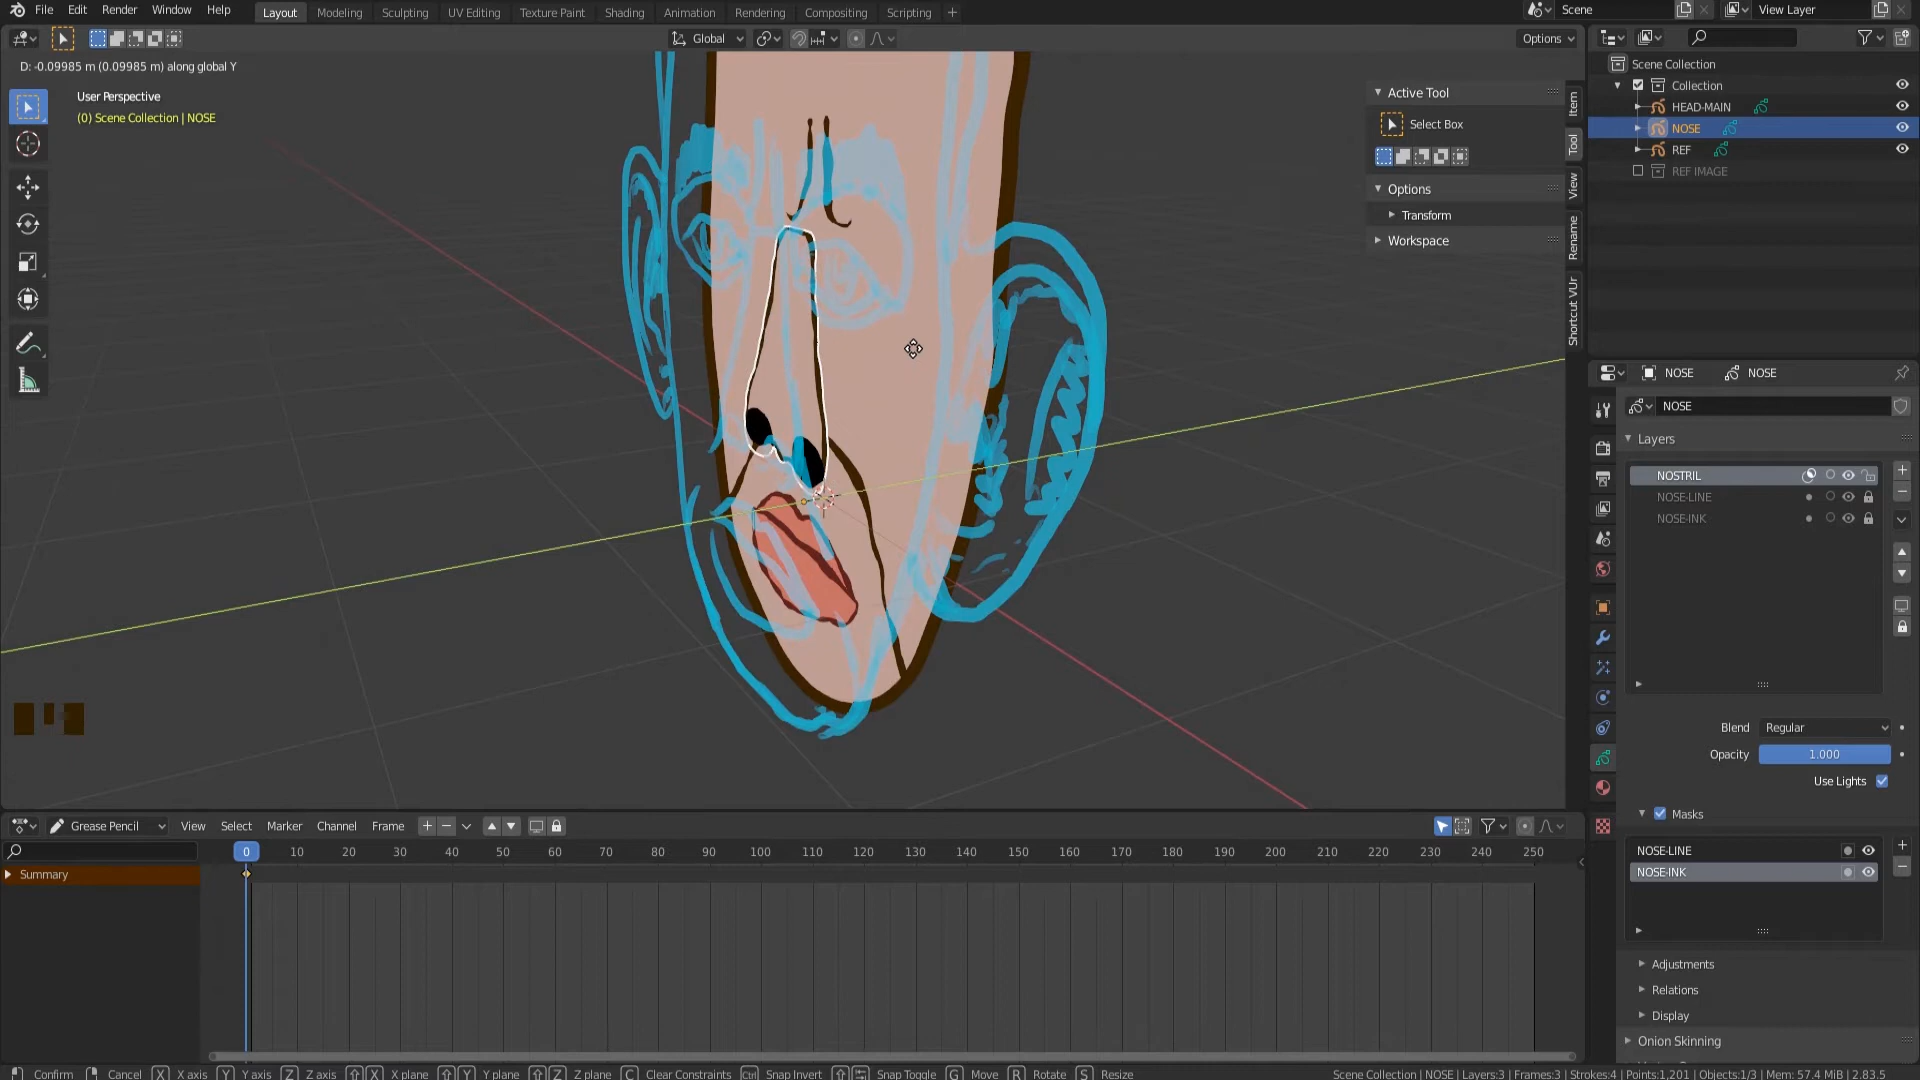 File Edit Render Window Help Layout Modeling Sculpting UV Editing Texture Paint Shading Animation Rendering Compositing Scripting Scene View Layer
Global Options
D: -0.09985 m (0.09985 m) along global Y
User Perspective
(0) Scene Collection | NOSE
Active Tool
Select Box
Options
Transform
Workspace
Item
Tool
View
Rename
Shortcut VUr
Scene Collection
Collection
HEAD-MAIN
NOSE
REF
REF IMAGE
NOSE NOSE
NOSE
Layers
NOSTRIL
NOSE-LINE
NOSE-INK
Blend Regular
Opacity 1.000
Use Lights
Masks
NOSE-LINE
NOSE-INK
Adjustments
Relations
Display
Onion Skinning
Grease Pencil View Select Marker Channel Frame
0 10 20 30 40 50 60 70 80 90 100 110 120 130 140 150 160 170 180 190 200 210 220 230 240 250
Summary
Confirm Cancel X X axis Y Y axis Z Z axis X X plane Y Y plane Z Z plane C Clear Constraints Ctrl Snap Invert Snap Toggle G Move R Rotate S Resize Scene Collection | NOSE | Layers:3 | Frames:3 | Strokes:4 | Points:1,201 | Objects:1/3 | Mem: 57.4 MiB | 2.83.5